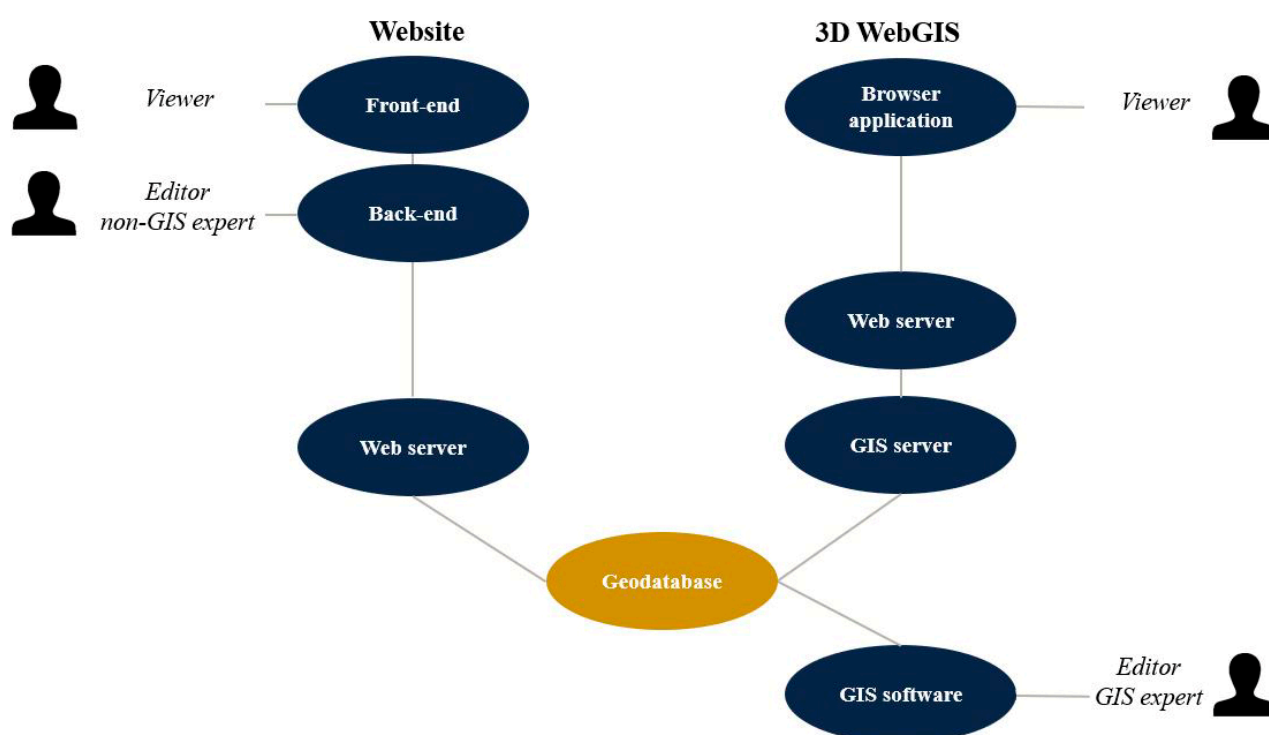 Website
3D WebGIS
Viewer
Front-end
Browser
application
Viewer
Editor
non-GIS expert
Back-end
Web server
Web server
GIS server
Geodatabase
GIS software
Editor
GIS expert